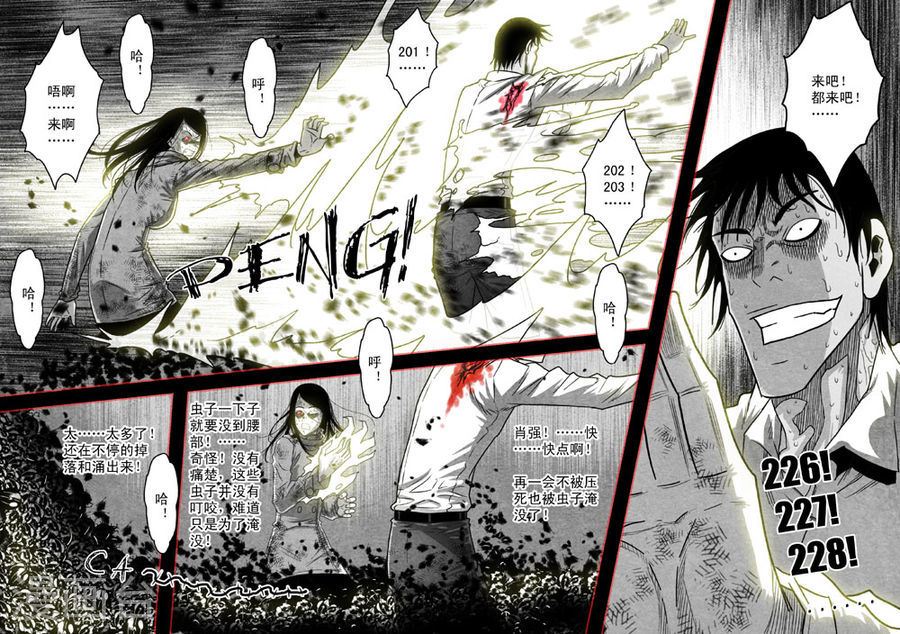 唔啊
……
来啊
……
哈！
呼！
201！
……
202！
203！
……
PENG!
哈！
呼！
哈！
太……太多了！
还在不停的掉
落和涌出来！
哈！
CA
虫子一下子
就要没到腰
部！……
奇怪！没有
痛楚，这些
虫子并没有
叮咬，难道
只是为了淹
没！
肖强！……快
……快点啊！
再一会不被压
死也被虫子淹
没了！
来吧！
都来吧！
……
226!
227!
228!
......